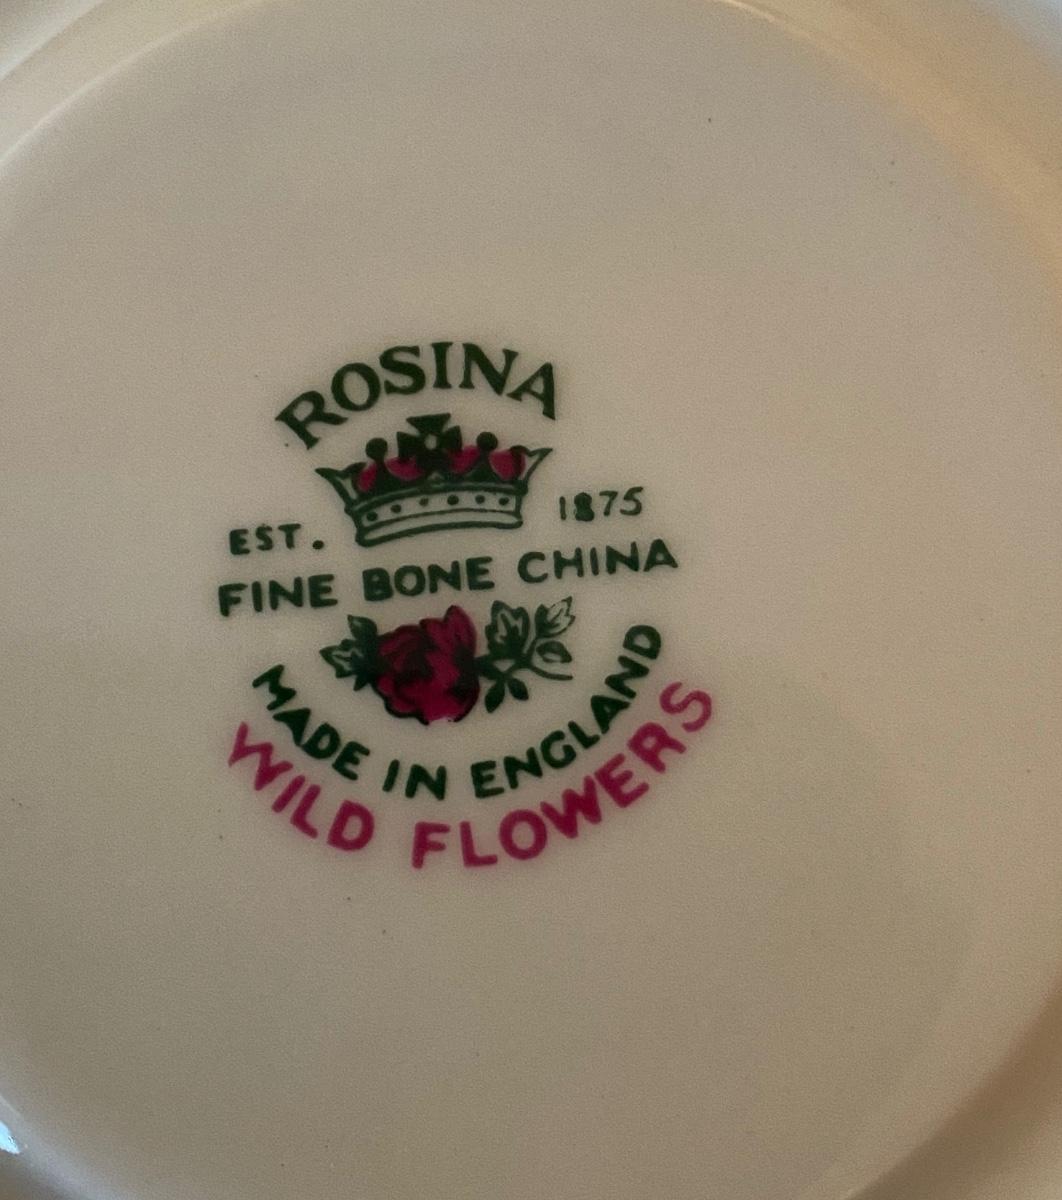 ROSINA
EST. 1875
FINE BONE CHINA
MADE IN ENGLAND
WILD FLOWERS